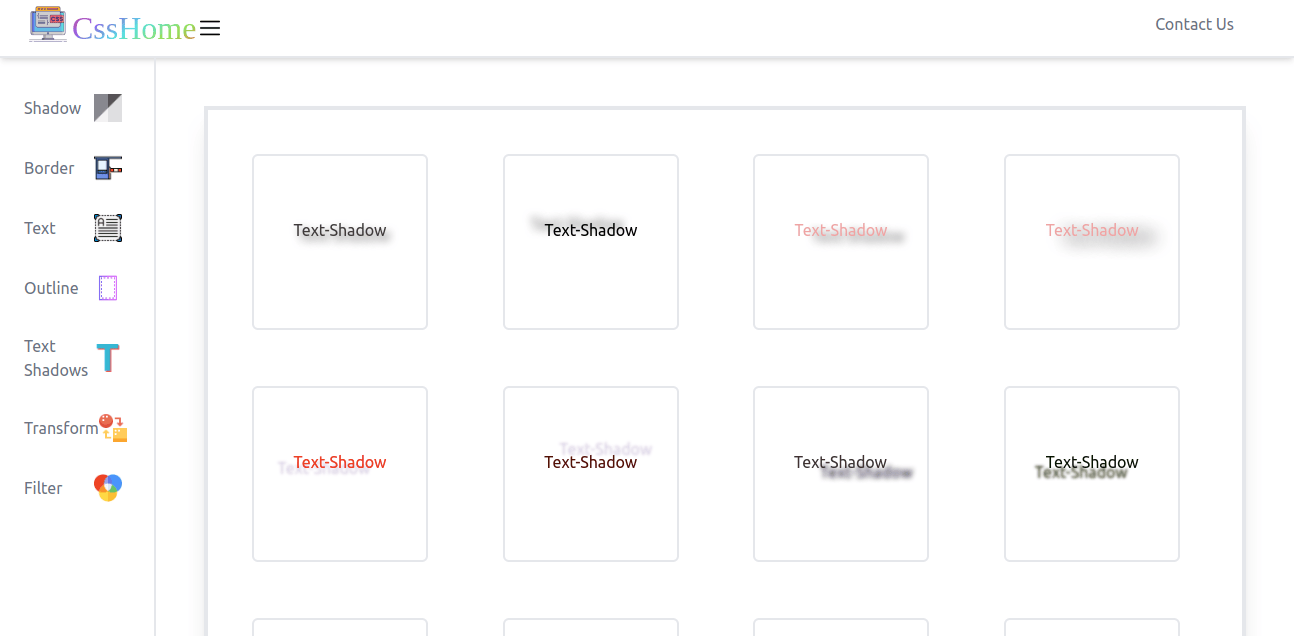 CssHome
Contact Us
Shadow
Border
Text
Outline
Text
Shadows
Transform
Filter
Text-Shadow
Text-Shadow
Text-Shadow
Text-Shadow
Text-Shadow
Text-Shadow
Text-Shadow
Text-Shadow